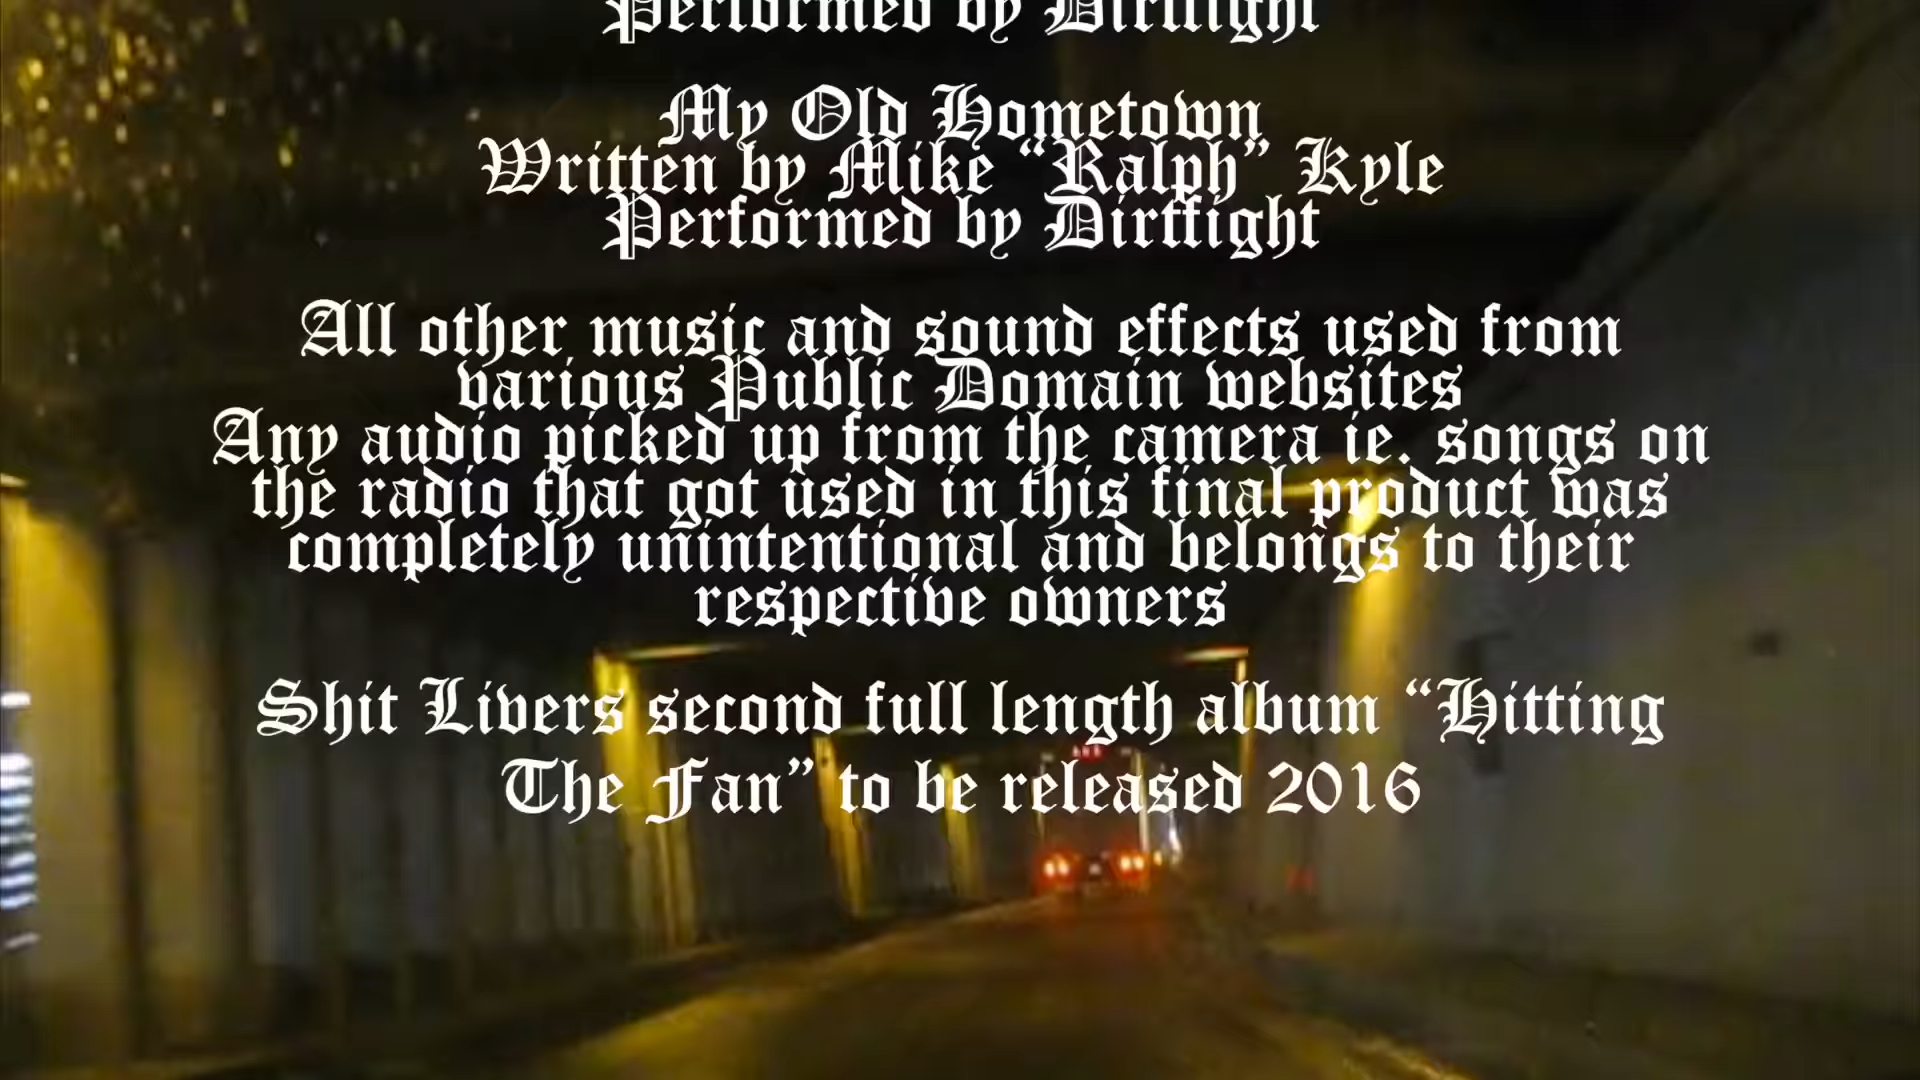 Performed by Dirtfight
My Old Hometown
Written by Mike “Ralph” Kyle
Performed by Dirtfight
All other music and sound effects used from
various Public Domain websites
Any audio picked up from the camera ie. songs on
the radio that got used in this final product was
completely unintentional and belongs to their
respective owners
Shit Livers second full length album “Hitting
The Fan” to be released 2016